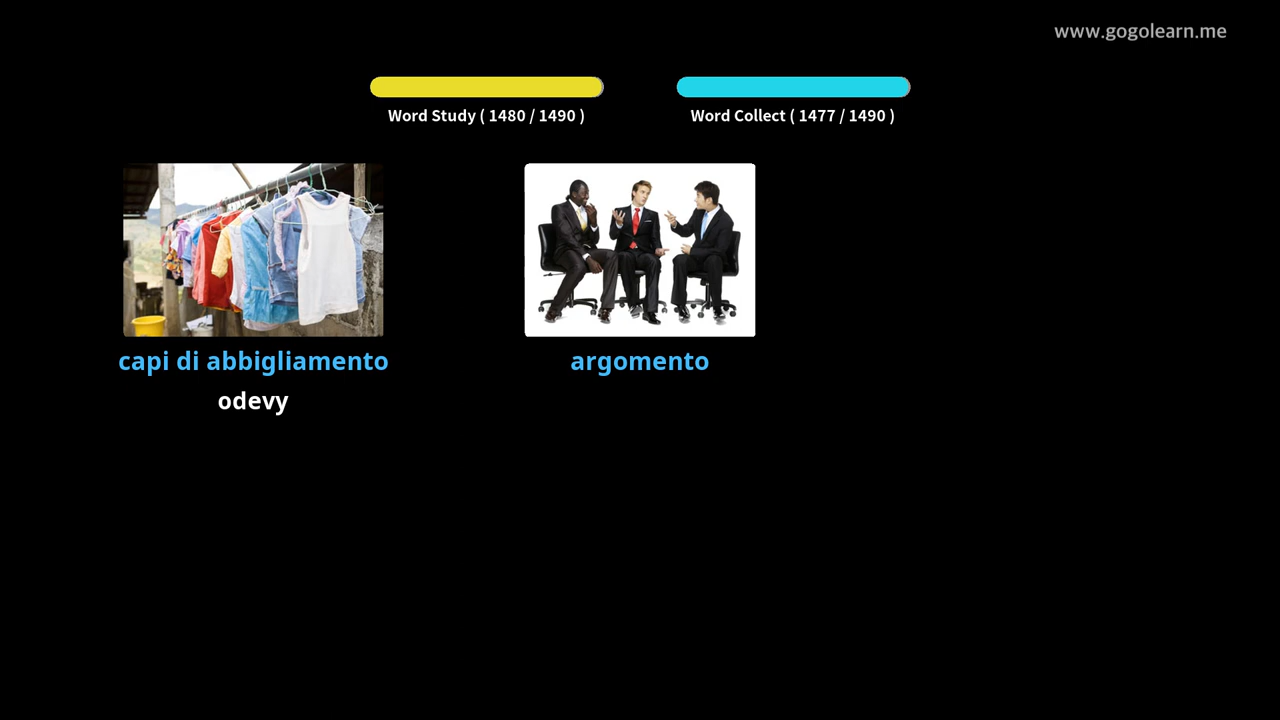 www.gogolearn.me
Word Study ( 1480 / 1490 )
Word Collect ( 1477 / 1490 )
capi di abbigliamento
odevy
argomento